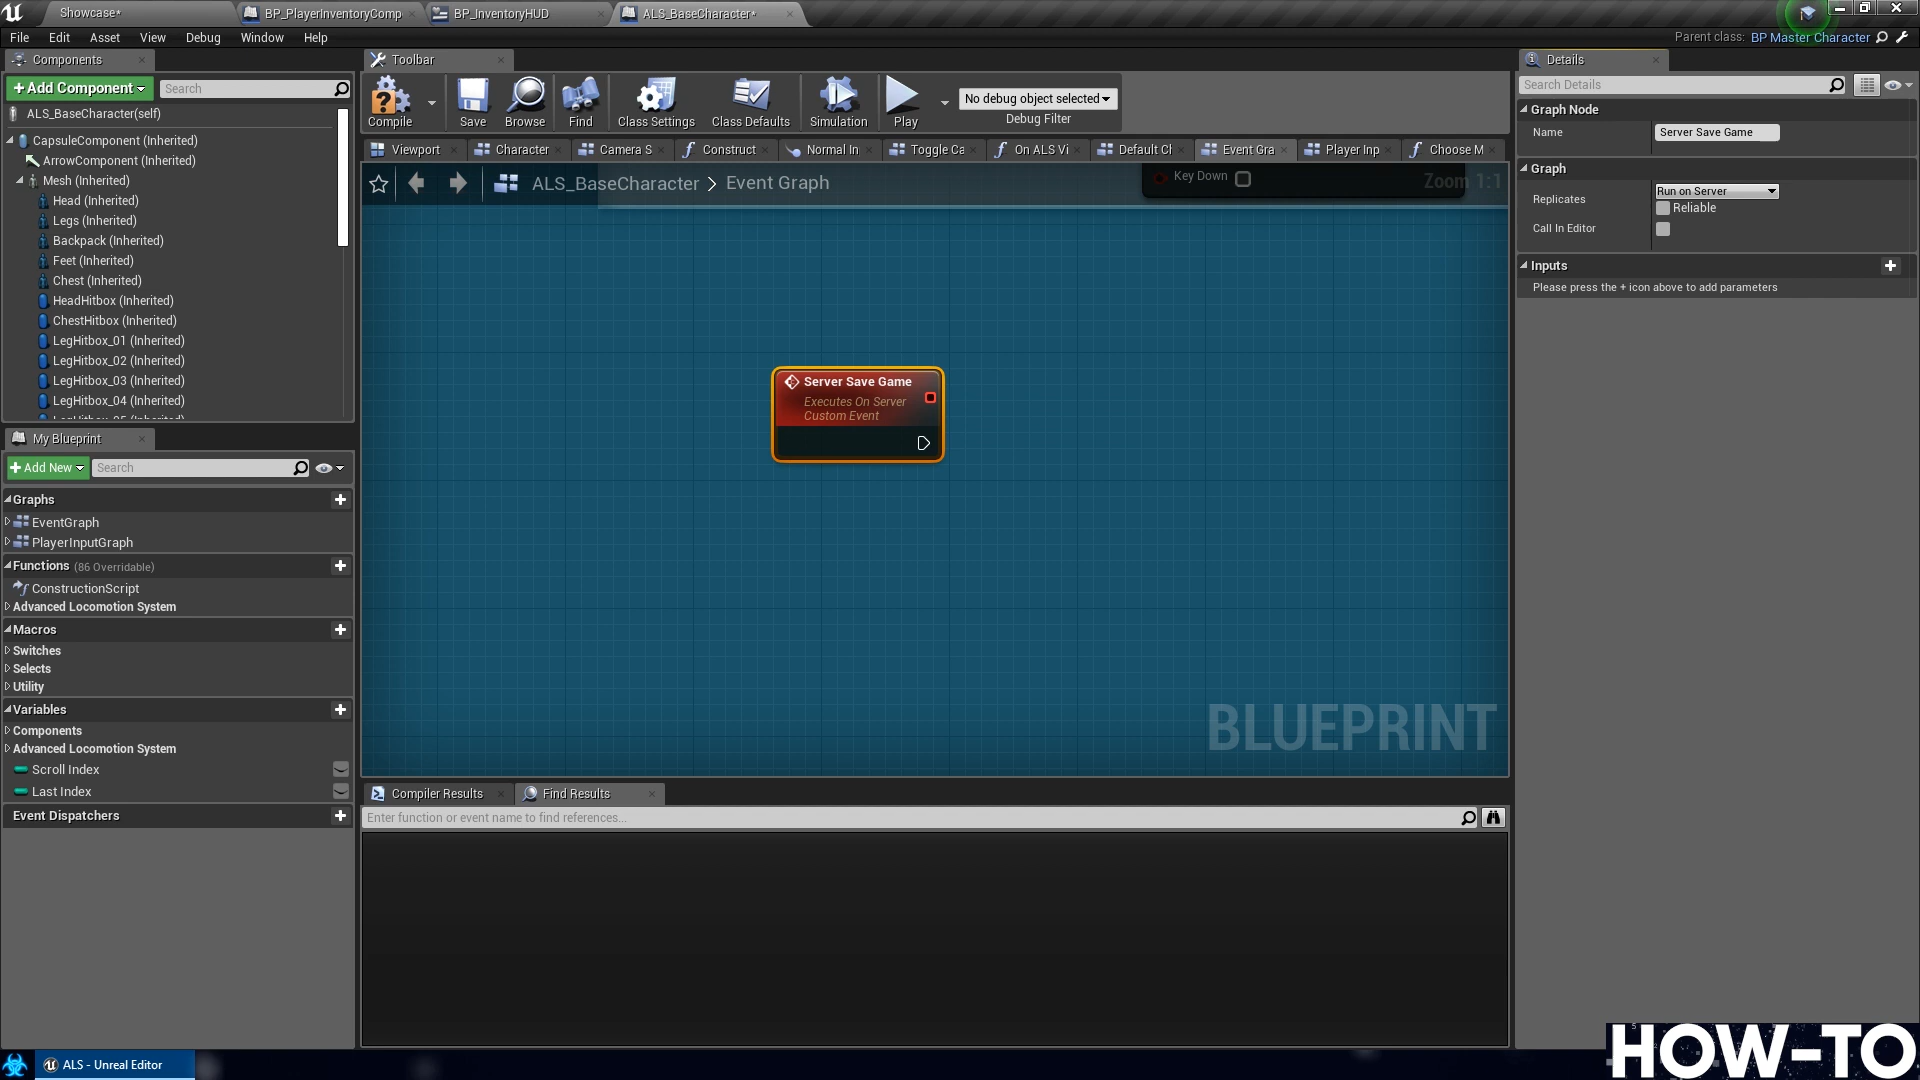 Showcase*
BP_PlayerInventoryComp
BP_InventoryHUD
ALS_BaseCharacter*
File Edit Asset View Debug Window Help
Parent class: BP Master Character
Components
+Add Component
Search
ALS_BaseCharacter(self)
CapsuleComponent (Inherited)
ArrowComponent (Inherited)
Mesh (Inherited)
Head (Inherited)
Legs (Inherited)
Backpack (Inherited)
Feet (Inherited)
Chest (Inherited)
HeadHitbox (Inherited)
ChestHitbox (Inherited)
LegHitbox_01 (Inherited)
LegHitbox_02 (Inherited)
LegHitbox_03 (Inherited)
LegHitbox_04 (Inherited)
My Blueprint
+Add New
Search
Graphs
EventGraph
PlayerInputGraph
Functions (86 Overridable)
ConstructionScript
Advanced Locomotion System
Macros
Switches
Selects
Utility
Variables
Components
Advanced Locomotion System
Scroll Index
Last Index
Event Dispatchers
Toolbar
Compile
Save
Browse
Find
Class Settings
Class Defaults
Simulation
Play
No debug object selected
Debug Filter
Viewport
Character
Camera S
Construct
Normal In
Toggle Ca
On ALS Vi
Default Cl
Event Gra
Player Inp
Choose M
ALS_BaseCharacter > Event Graph
Key Down
Zoom 1:1
Server Save Game
Executes On Server
Custom Event
BLUEPRINT
Compiler Results
Find Results
Enter function or event name to find references...
Details
Search Details
Graph Node
Name Server Save Game
Graph
Replicates Run on Server
Reliable
Call In Editor
Inputs
Please press the + icon above to add parameters
ALS - Unreal Editor
HOW-TO